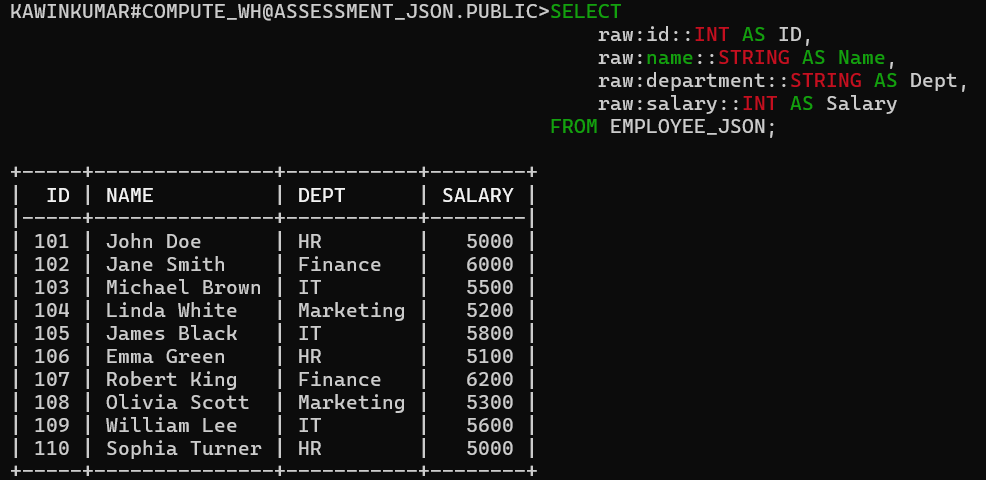 KAWINKUMAR#COMPUTE_WH@ASSESSMENT_JSON.PUBLIC>SELECT
                                                 raw:id::INT AS ID,
                                                 raw:name::STRING AS Name,
                                                 raw:department::STRING AS Dept,
                                                 raw:salary::INT AS Salary
                                             FROM EMPLOYEE_JSON;
+-----+---------------+-----------+--------+
|  ID | NAME          | DEPT      | SALARY |
|-----+---------------+-----------+--------|
| 101 | John Doe      | HR        |   5000 |
| 102 | Jane Smith    | Finance   |   6000 |
| 103 | Michael Brown | IT        |   5500 |
| 104 | Linda White   | Marketing |   5200 |
| 105 | James Black   | IT        |   5800 |
| 106 | Emma Green    | HR        |   5100 |
| 107 | Robert King   | Finance   |   6200 |
| 108 | Olivia Scott  | Marketing |   5300 |
| 109 | William Lee   | IT        |   5600 |
| 110 | Sophia Turner | HR        |   5000 |
+-----+---------------+-----------+--------+